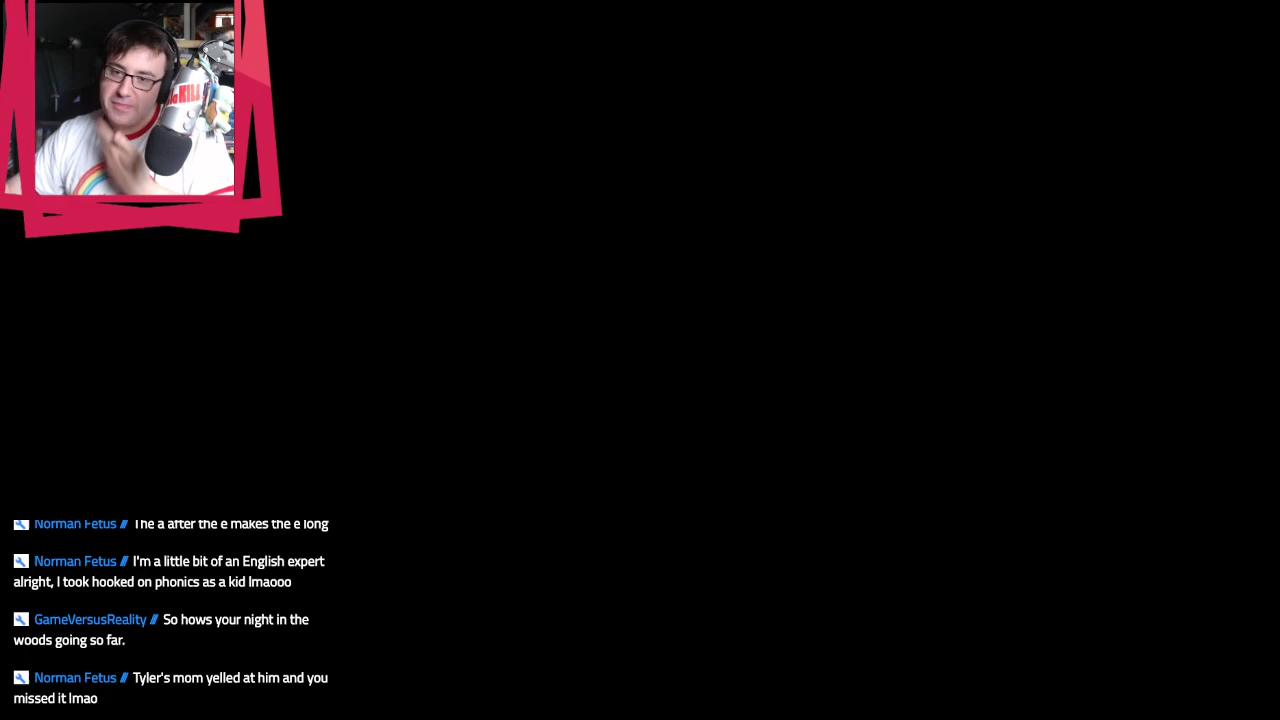 KILL
Norman Fetus // The a after the e makes the e long
Norman Fetus // I'm a little bit of an English expert
alright, I took hooked on phonics as a kid lmaooo
GameVersusReality // So hows your night in the
woods going so far.
Norman Fetus // Tyler's mom yelled at him and you
missed it lmao